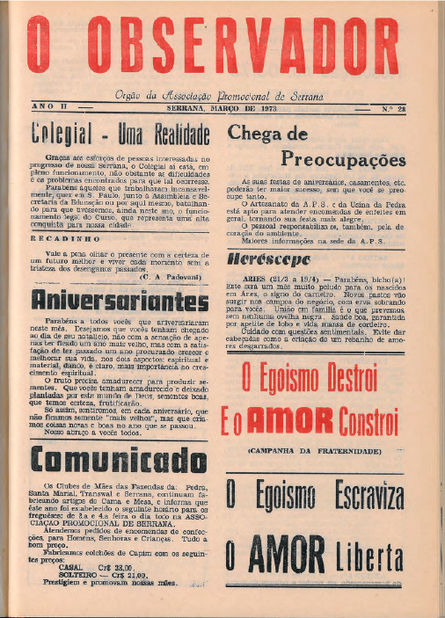 O OBSERVADOR
Orgão da Associação Promocional de Serrana
ANO II — SERRANA, MARÇO DE 1973 — N.º 28
Colegial - Uma Realidade
Graças aos esforços de pessoas interessadas no
progresso de nossa Serrana, o Colegial aí está, em
pleno funcionamento, não obstante as dificuldades
e os problemas encontrados para que tal ocorresse.
Parabéns àqueles que trabalharam incansavel-
mente, quer em S. Paulo, junto à Assembléia e Secre-
taria da Educação ou por aquí mesmo, batalhan-
do para que tivéssemos, ainda neste ano, o funcio-
namento legal do Curso, que representa uma alta
conquista para nossa cidade.
RECADINHO
Vale a pena olhar o presente com a certeza de
um futuro melhor e viver cada momento sem a
tristeza dos desenganos passados.
(C. A. Padovani)
Aniversariantes
Parabéns a todos vocês que aniversariaram
neste mês. Desejamos que vocês tenham chegado
ao dia do seu natalício, não com a sensação de ape-
nas ter ficado um ano mais velho, mas com a satis-
fação de ter passado um ano procurando crescer e
melhorar sua vida, nos dois aspectos: espiritual e
material, dando, é claro, mais importância ao cres-
cimento espiritual.
O fruto precisa amadurecer para produzir se-
mentes. Que vocês tenham amadurecido e deixado
plantadas por este mundo de Deus, sementes boas,
que temos certeza, frutificarão.
Só assim, sentiremos, em cada aniversário, que
não ficamos somente "mais velhos", mas que cria-
mos coisas novas e boas no ano que se passou.
Nosso abraço a vocês todos.
Comunicado
Os Clubes de Mães das Fazendas da: Pedra,
Santa Maria, Transwal e Serrana, continuam fa-
bricando artigos de Cama e Mesa, e informa que
êste ano foi estabelecido o seguinte horário para os
fregueses: de 3.a e 4.a feira o dia todo na ASSO-
CIAÇÃO PROMOCIONAL DE SERRANA.
Atendemos pedidos de encomendas de confec-
ções, para Homens, Senhoras e Crianças. Tudo a
bom preço.
Fabricamos colchões de Capim com os seguin-
tes preços:
CASAL Cr$ 33,00.
SOLTEIRO — Cr$ 21,00.
Prestigiem e promovam nossas mães.
Chega de
Preocupações
As suas festas de aniversários, casamentos, etc.
poderão ter maior sucesso, sem que você se preo-
cupe tanto.
O Artesanato da A.P.S. e da Usina da Pedra
está apto para atender encomendas de enfeites em
geral, tornando sua festa mais alegre.
O pessoal responsabiliza-se, também, pela de-
coração do ambiente.
Maiores informações na sede da A.P.S.
Horóscopo
ARIES (21/3 a 19/4) — Parabéns, bicho(a)!
Este será um mês muito peludo para os nascidos
em Áries, o signo do carneiro. Novos pastos vão
surgir nos campos de negócio, com erva sobrando
para vocês. União em família é o que prevemos,
sem nenhuma ovelha negra. Saúde boa, garantida
por apetite de lobo e vida mansa de cordeiro.
Cuidado com questões sentimentais. Evite dar
cabeçadas como a criação de um rebanho de amo-
res desgarrados.
O Egoismo Destroi
E o AMOR Constroi
(CAMPANHA DA FRATERNIDADE)
O Egoismo Escraviza
O AMOR Liberta